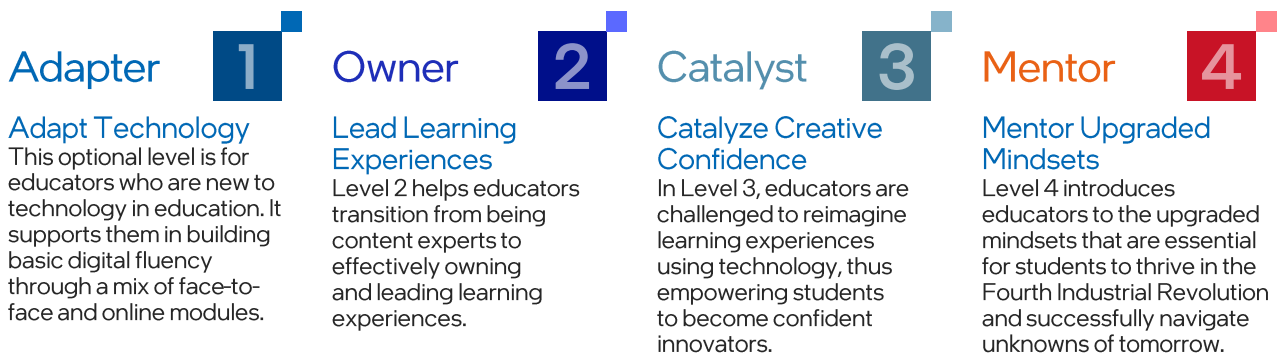 Adapter
1
Adapt Technology
This optional level is for
educators who are new to
technology in education. It
supports them in building
basic digital fluency
through a mix of face-to-
face and online modules.
Owner
2
Lead Learning
Experiences
Level 2 helps educators
transition from being
content experts to
effectively owning
and leading learning
experiences.
Catalyst
3
Catalyze Creative
Confidence
In Level 3, educators are
challenged to reimagine
learning experiences
using technology, thus
empowering students
to become confident
innovators.
Mentor
4
Mentor Upgraded
Mindsets
Level 4 introduces
educators to the upgraded
mindsets that are essential
for students to thrive in the
Fourth Industrial Revolution
and successfully navigate
unknowns of tomorrow.